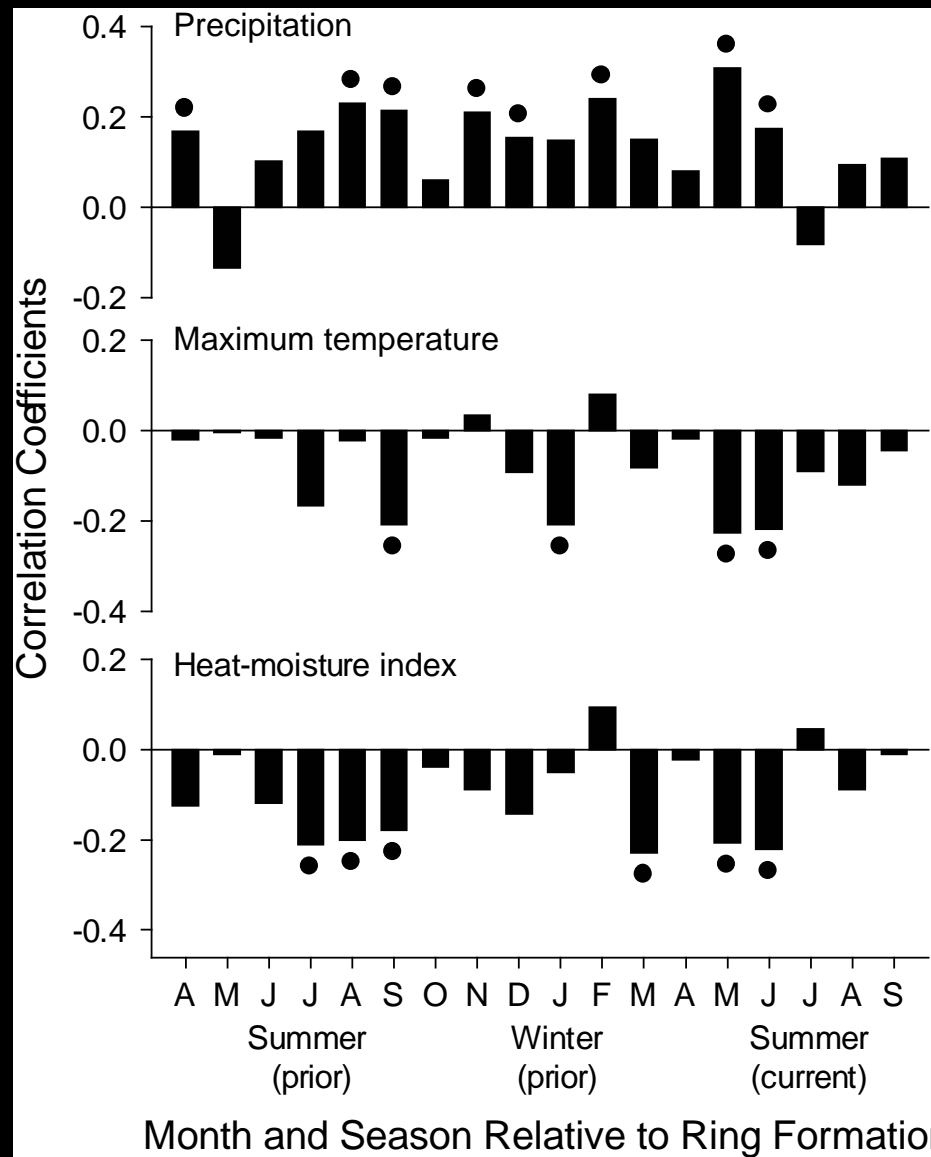 Precipitation
0.4
0.2
0.0
-0.2
Maximum temperature
0.2
0.0
-0.2
-0.4
Heat-moisture index
0.2
0.0
-0.2
-0.4
Correlation Coefficients
A M J J A S O N D J F M A M J J A S
Summer Winter Summer
(prior) (prior) (current)
Month and Season Relative to Ring Formation